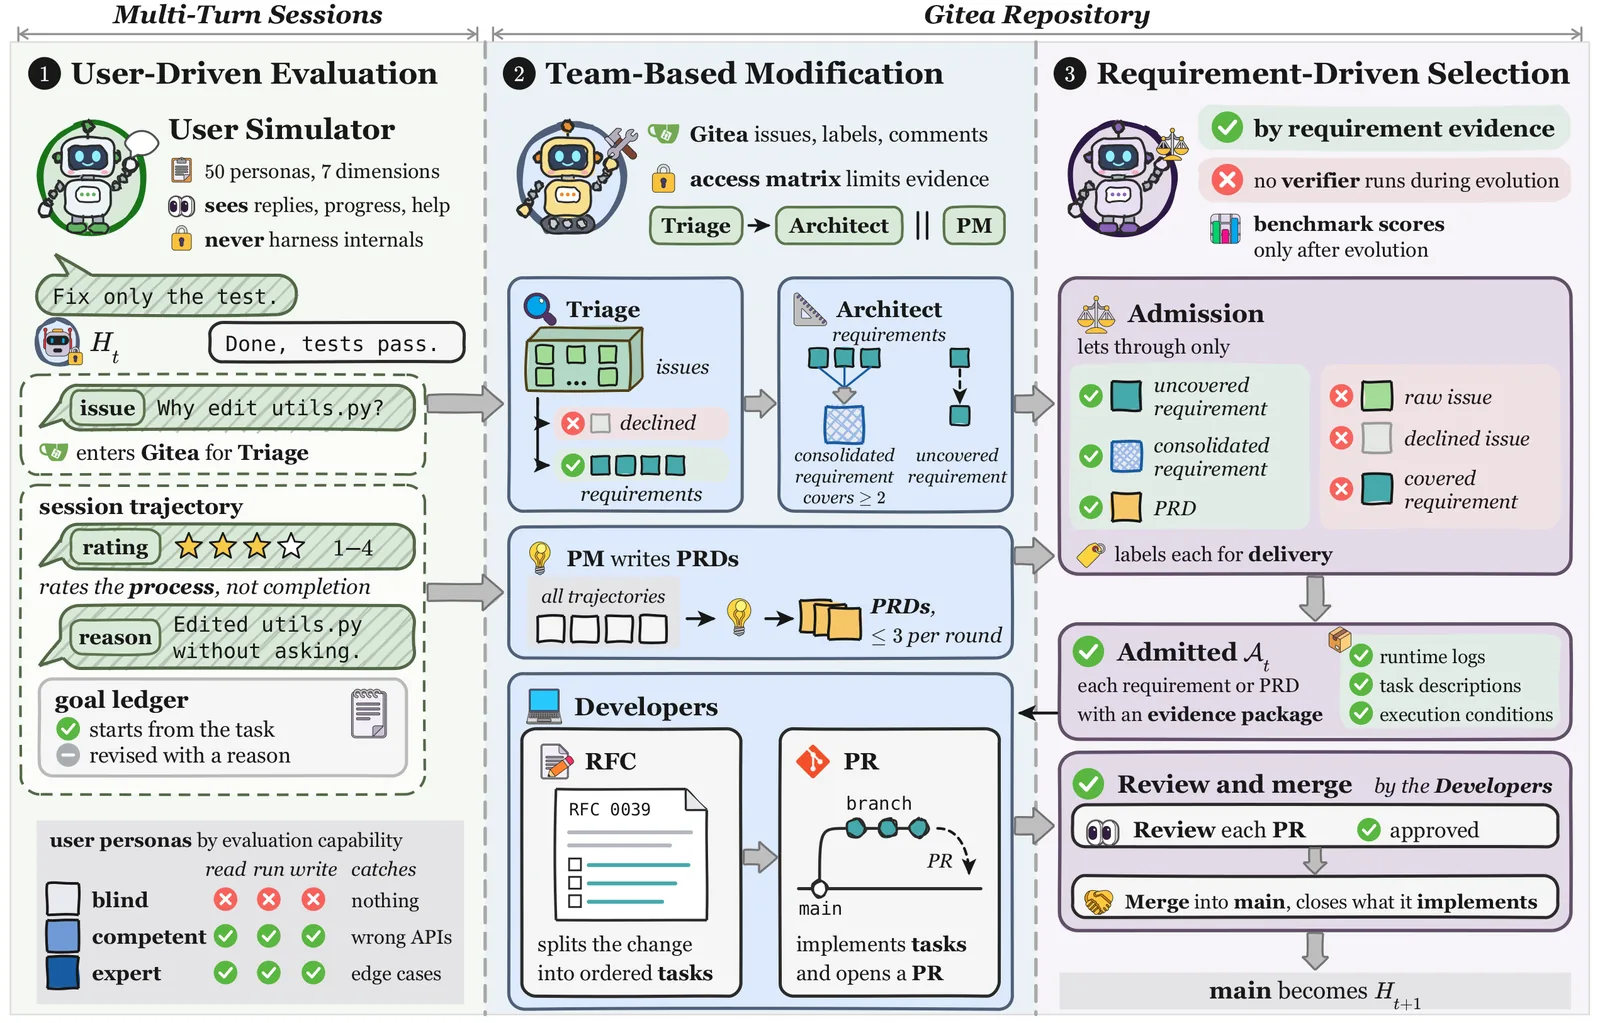 Multi-Turn Sessions
Gitea Repository
1 User-Driven Evaluation
User Simulator
50 personas, 7 dimensions
sees replies, progress, help
never harness internals
Fix only the test.
Ht
Done, tests pass.
issue Why edit utils.py?
enters Gitea for Triage
session trajectory
rating 1–4
rates the process, not completion
reason Edited utils.py
without asking.
goal ledger
starts from the task
revised with a reason
user personas by evaluation capability
read run write catches
blind nothing
competent wrong APIs
expert edge cases
2 Team-Based Modification
Gitea issues, labels, comments
access matrix limits evidence
Triage Architect || PM
Triage
issues
...
declined
requirements
Architect
requirements
consolidated
requirement
covers ≥ 2
uncovered
requirement
PM writes PRDs
all trajectories
PRDs,
≤ 3 per round
Developers
RFC
RFC 0039
splits the change
into ordered tasks
PR
branch
PR
main
implements tasks
and opens a PR
3 Requirement-Driven Selection
by requirement evidence
no verifier runs during evolution
benchmark scores
only after evolution
Admission
lets through only
uncovered
requirement
consolidated
requirement
PRD
raw issue
declined issue
covered
requirement
labels each for delivery
Admitted 𝒜t
each requirement or PRD
with an evidence package
runtime logs
task descriptions
execution conditions
Review and merge by the Developers
Review each PR approved
Merge into main, closes what it implements
main becomes Ht+1